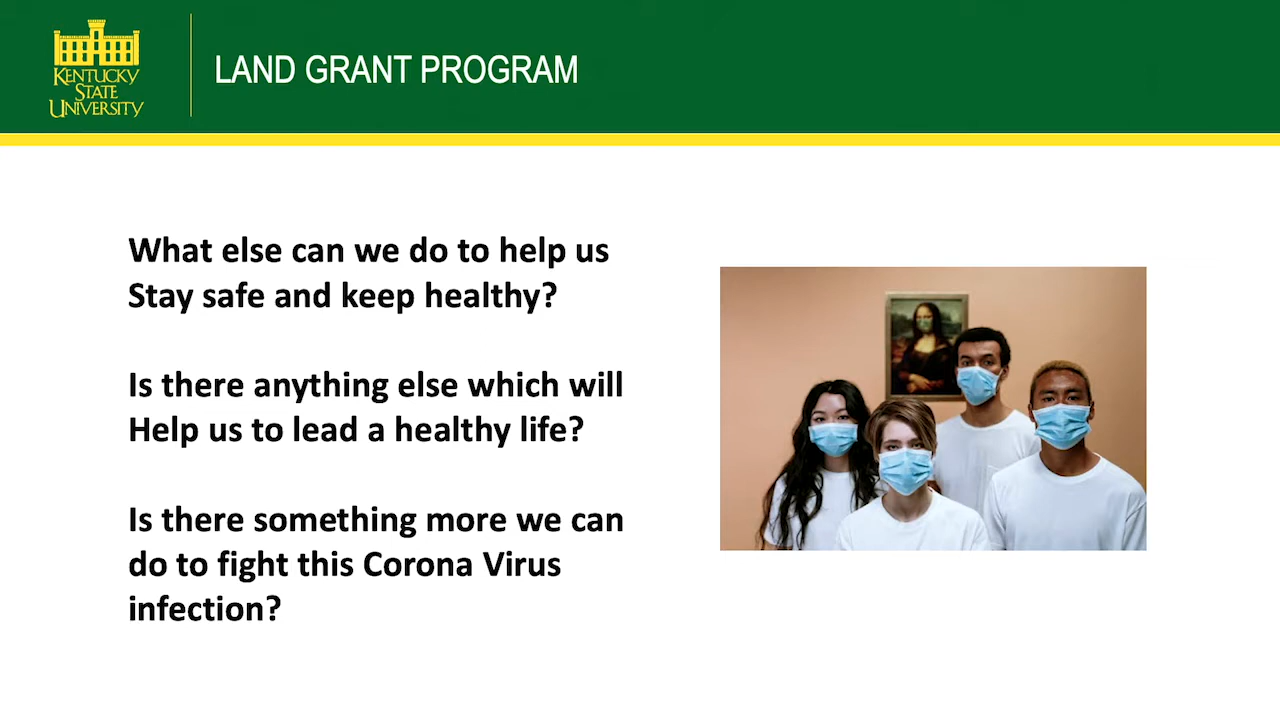 KENTUCKY
STATE
UNIVERSITY
LAND GRANT PROGRAM
What else can we do to help us
Stay safe and keep healthy?
Is there anything else which will
Help us to lead a healthy life?
Is there something more we can
do to fight this Corona Virus
infection?